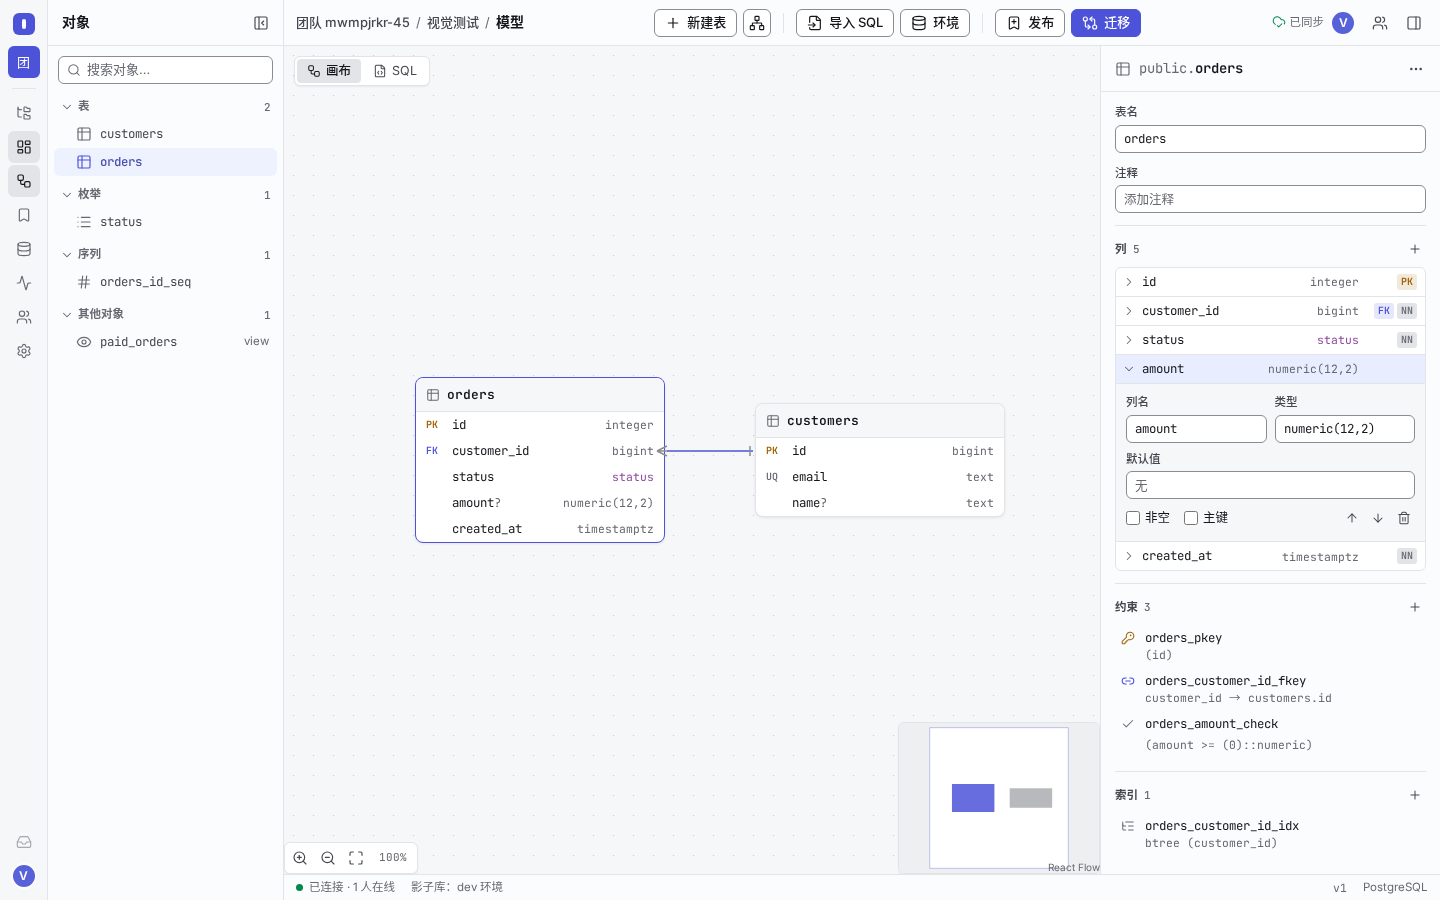 团
V
对象
搜索对象...
表 2
customers
orders
枚举 1
status
序列 1
orders_id_seq
其他对象 1
paid_orders view
团队 mwmpjrkr-45 / 视觉测试 / 模型
新建表
导入 SQL
环境
发布
迁移
已同步
V
画布
SQL
orders
PK id integer
FK customer_id bigint
status status
amount? numeric(12,2)
created_at timestamptz
customers
PK id bigint
UQ email text
name? text
100%
React Flow
public.orders
表名
orders
注释
添加注释
列 5
id integer PK
customer_id bigint FK NN
status status NN
amount numeric(12,2)
列名 类型
amount numeric(12,2)
默认值
无
非空 主键
created_at timestamptz NN
约束 3
orders_pkey
(id)
orders_customer_id_fkey
customer_id → customers.id
orders_amount_check
(amount >= (0)::numeric)
索引 1
orders_customer_id_idx
btree (customer_id)
已连接 · 1 人在线 影子库：dev 环境
v1 PostgreSQL